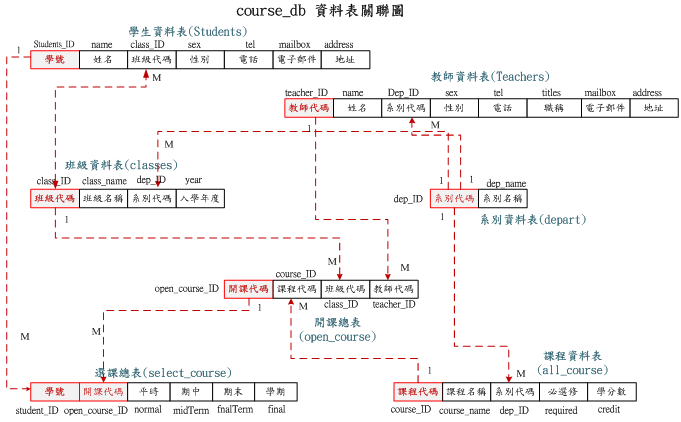 course_db 資料表關聯圖
學生資料表(Students)
Students_ID name class_ID sex tel mailbox address
1
學號 姓名 班級代碼 性別 電話 電子郵件 地址
M
教師資料表(Teachers)
teacher_ID name Dep_ID sex tel titles mailbox address
教師代碼 姓名 系別代碼 性別 電話 職稱 電子郵件 地址
1 M
班級資料表(classes)
M
class_ID class_name dep_ID year
班級代碼 班級名稱 系別代碼 入學年度
1
1 1
dep_name
dep_ID 系別代碼 系別名稱
1
系別資料表(depart)
M M
course_ID
open_course_ID 開課代碼 課程代碼 班級代碼 教師代碼
class_ID teacher_ID
1 M
開課總表
(open_course)
M M
選課總表(select_course)
學號 開課代碼 平時 期中 期末 學期
student_ID open_course_ID normal midTerm fnalTerm final
課程資料表
(all_course)
1 M
課程代碼 課程名稱 系別代碼 必選修 學分數
course_ID course_name dep_ID required credit